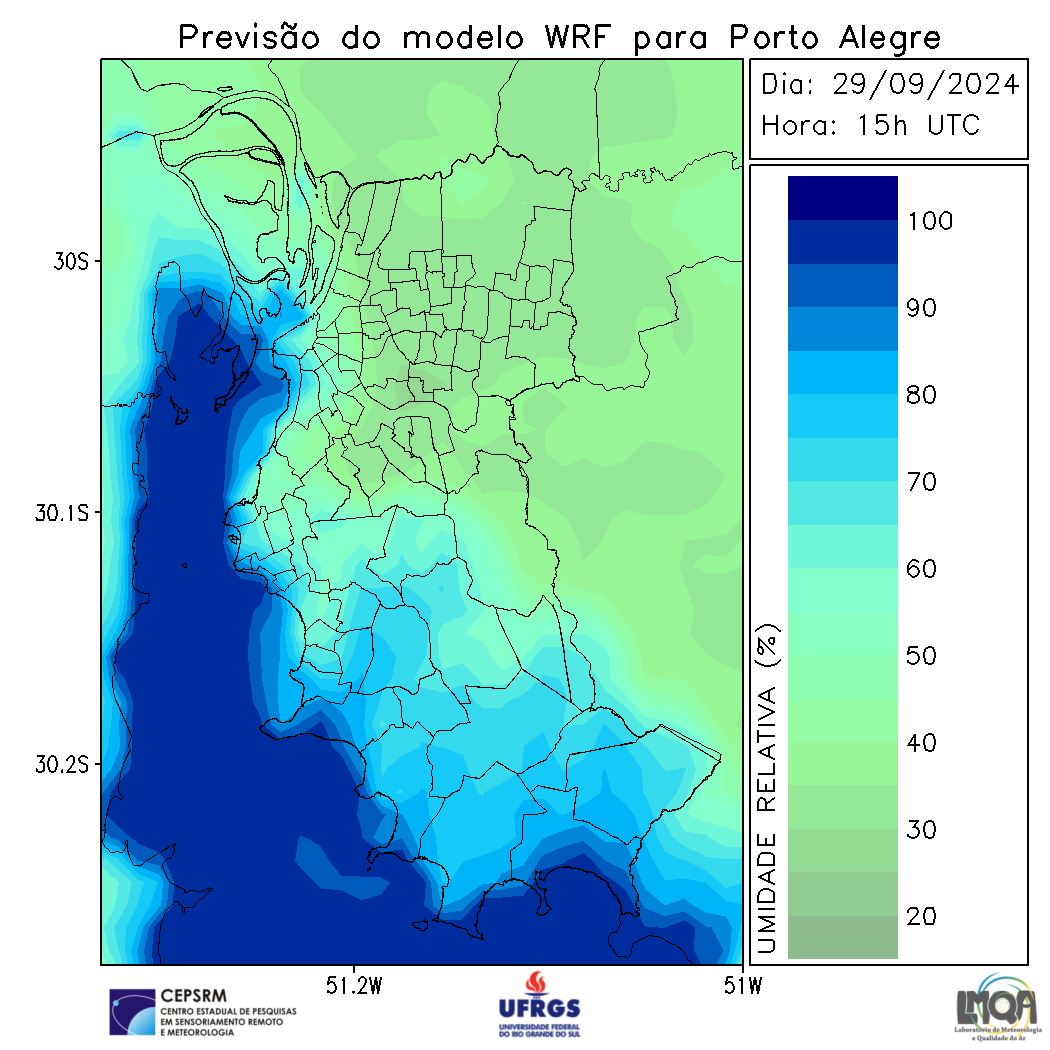 Previsão do modelo WRF para Porto Alegre
Dia: 29/09/2024
Hora: 15h UTC
100
90
80
70
60
50
40
30
20
UMIDADE RELATIVA (%)
30S
30.1S
30.2S
51.2W
51W
CEPSRM
CENTRO ESTADUAL DE PESQUISAS
EM SENSORIAMENTO REMOTO
E METEOROLOGIA
UFRGS
UNIVERSIDADE FEDERAL
DO RIO GRANDE DO SUL
LMQA
Laboratório de Meteorologia
e Qualidade do Ar